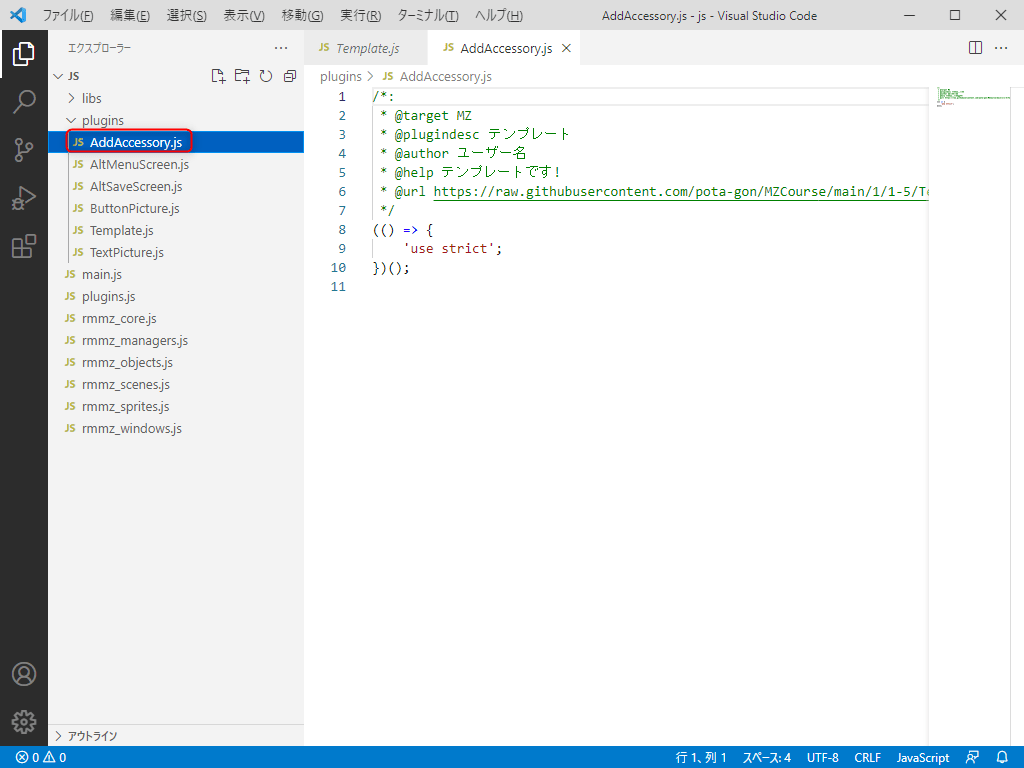 ファイル(F) 編集(E) 選択(S) 表示(V) 移動(G) 実行(R) ターミナル(T) ヘルプ(H) AddAccessory.js - js - Visual Studio Code
エクスプローラー
JS
libs
plugins
JS AddAccessory.js
JS AltMenuScreen.js
JS AltSaveScreen.js
JS ButtonPicture.js
JS Template.js
JS TextPicture.js
JS main.js
JS plugins.js
JS rmmz_core.js
JS rmmz_managers.js
JS rmmz_objects.js
JS rmmz_scenes.js
JS rmmz_sprites.js
JS rmmz_windows.js
アウトライン
JS Template.js JS AddAccessory.js
plugins > JS AddAccessory.js
1 /*:
2 * @target MZ
3 * @plugindesc テンプレート
4 * @author ユーザー名
5 * @help テンプレートです!
6 * @url https://raw.githubusercontent.com/pota-gon/MZCourse/main/1/1-5/Te
7 */
8 (() => {
9 'use strict';
10 })();
11
0 0 行 1、列 1 スペース: 4 UTF-8 CRLF JavaScript